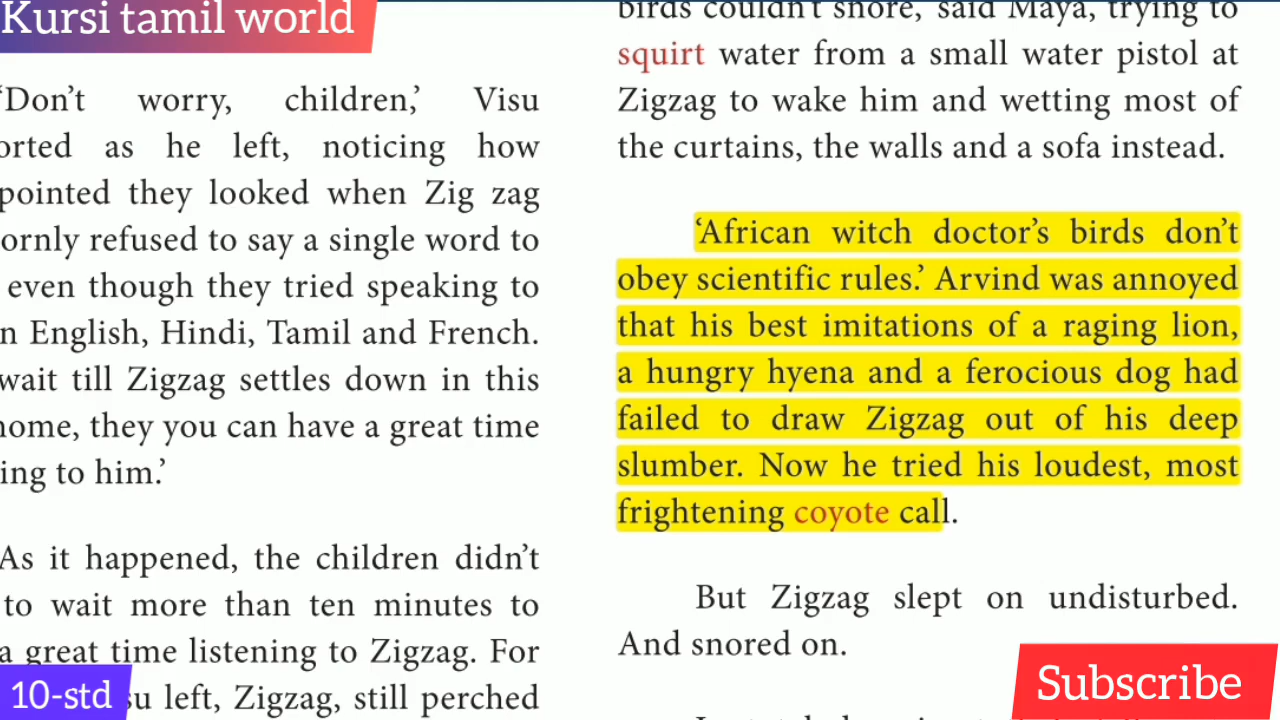 Kursi tamil world
'Don't worry, children,' Visu
orted as he left, noticing how
pointed they looked when Zig zag
ornly refused to say a single word to
even though they tried speaking to
n English, Hindi, Tamil and French.
wait till Zigzag settles down in this
home, they you can have a great time
ing to him.'
As it happened, the children didn't
to wait more than ten minutes to
a great time listening to Zigzag. For
su left, Zigzag, still perched
10-std
birds couldn't snore, said Maya, trying to
squirt water from a small water pistol at
Zigzag to wake him and wetting most of
the curtains, the walls and a sofa instead.
'African witch doctor's birds don't
obey scientific rules.' Arvind was annoyed
that his best imitations of a raging lion,
a hungry hyena and a ferocious dog had
failed to draw Zigzag out of his deep
slumber. Now he tried his loudest, most
frightening coyote call.
But Zigzag slept on undisturbed.
And snored on.
Subscribe